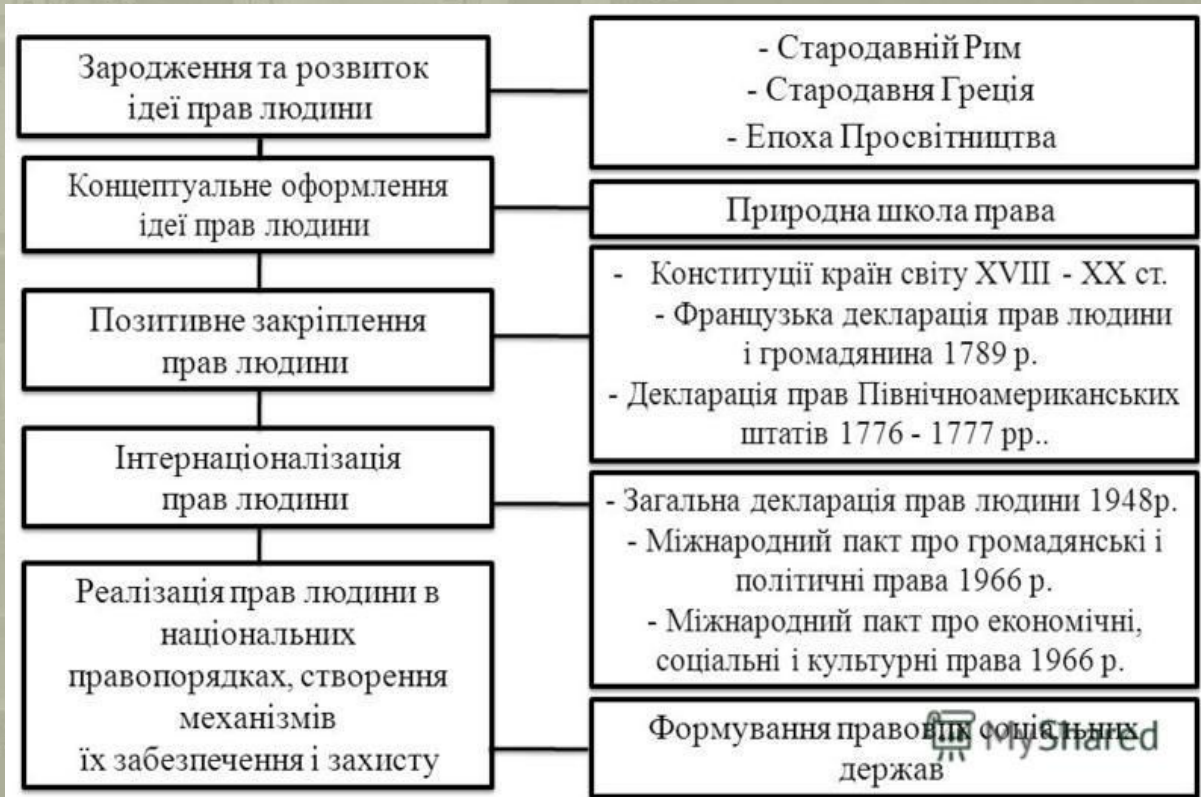 Зародження та розвиток
ідеї прав людини
- Стародавній Рим
- Стародавня Греція
- Епоха Просвітництва
Концептуальне оформлення
ідеї прав людини
Природна школа права
Позитивне закріплення
прав людини
- Конституції країн світу XVIII - XX ст.
- Французька декларація прав людини
і громадянина 1789 р.
- Декларація прав Північноамериканських
штатів 1776 - 1777 рр..
Інтернаціоналізація
прав людини
- Загальна декларація прав людини 1948р.
- Міжнародний пакт про громадянські і
політичні права 1966 р.
- Міжнародний пакт про економічні,
соціальні і культурні права 1966 р.
Реалізація прав людини в
національних
правопорядках, створення
механізмів
їх забезпечення і захисту
Формування правових соціальних
держав
MyShared